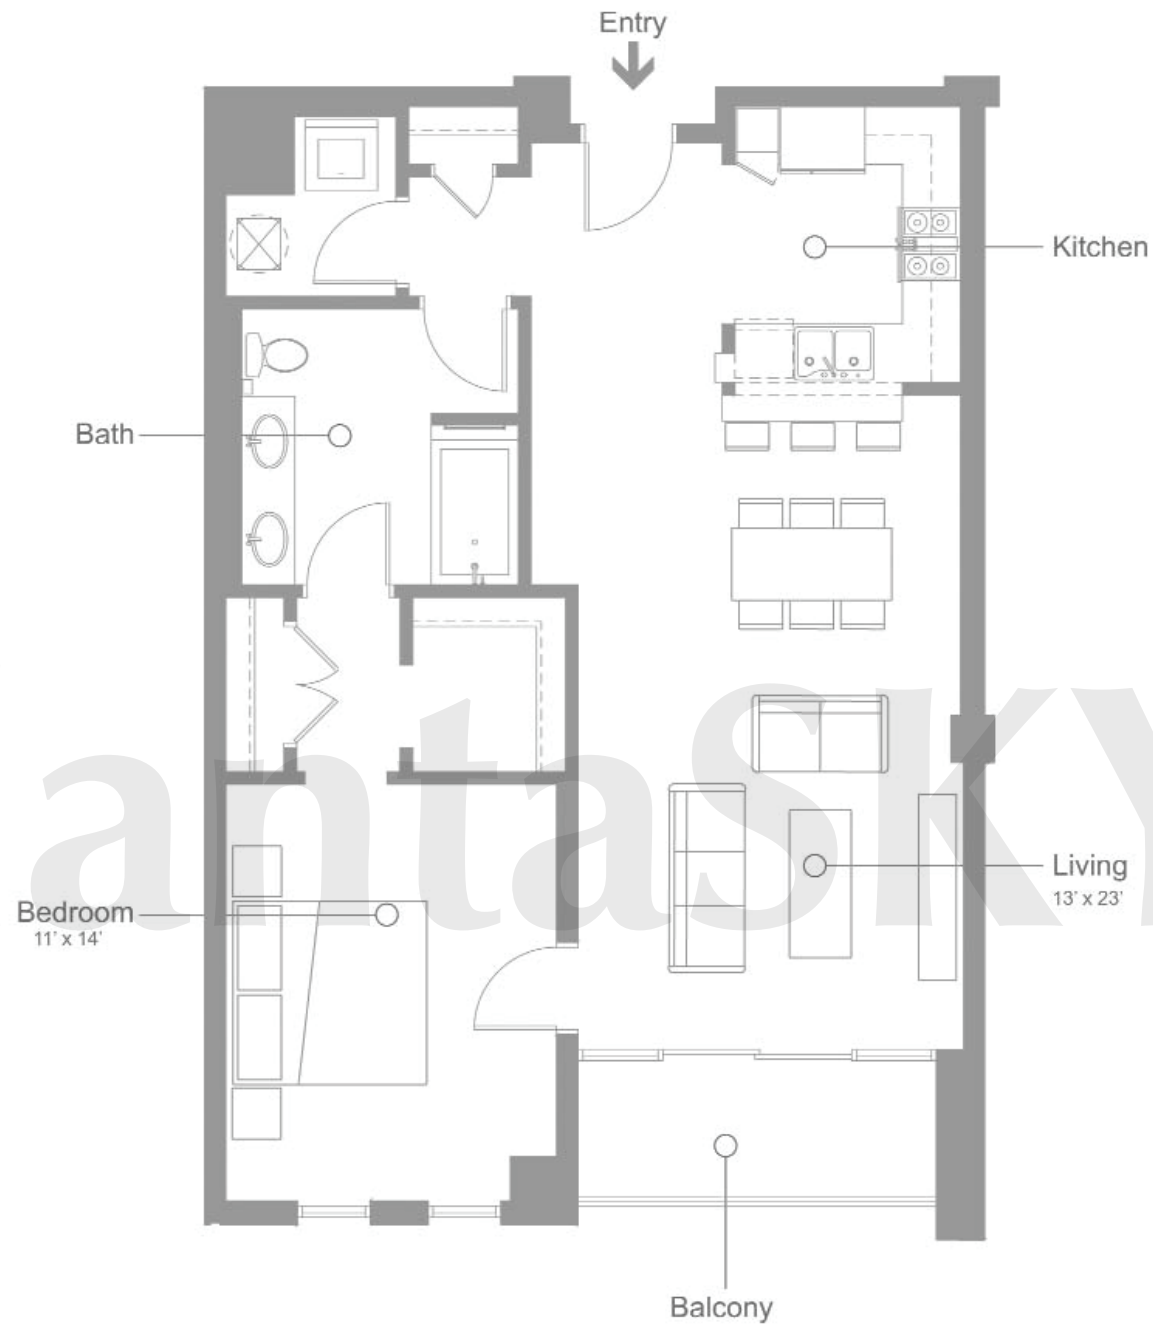 Entry
Kitchen
Bath
antaSKY
Living
13' x 23'
Bedroom
11' x 14'
Balcony